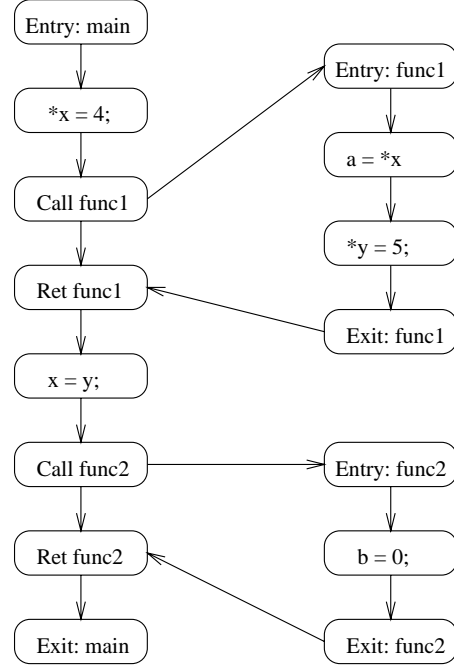 Entry: main
*x = 4;
Call func1
Ret func1
x = y;
Call func2
Ret func2
Exit: main
Entry: func1
a = *x
*y = 5;
Exit: func1
Entry: func2
b = 0;
Exit: func2